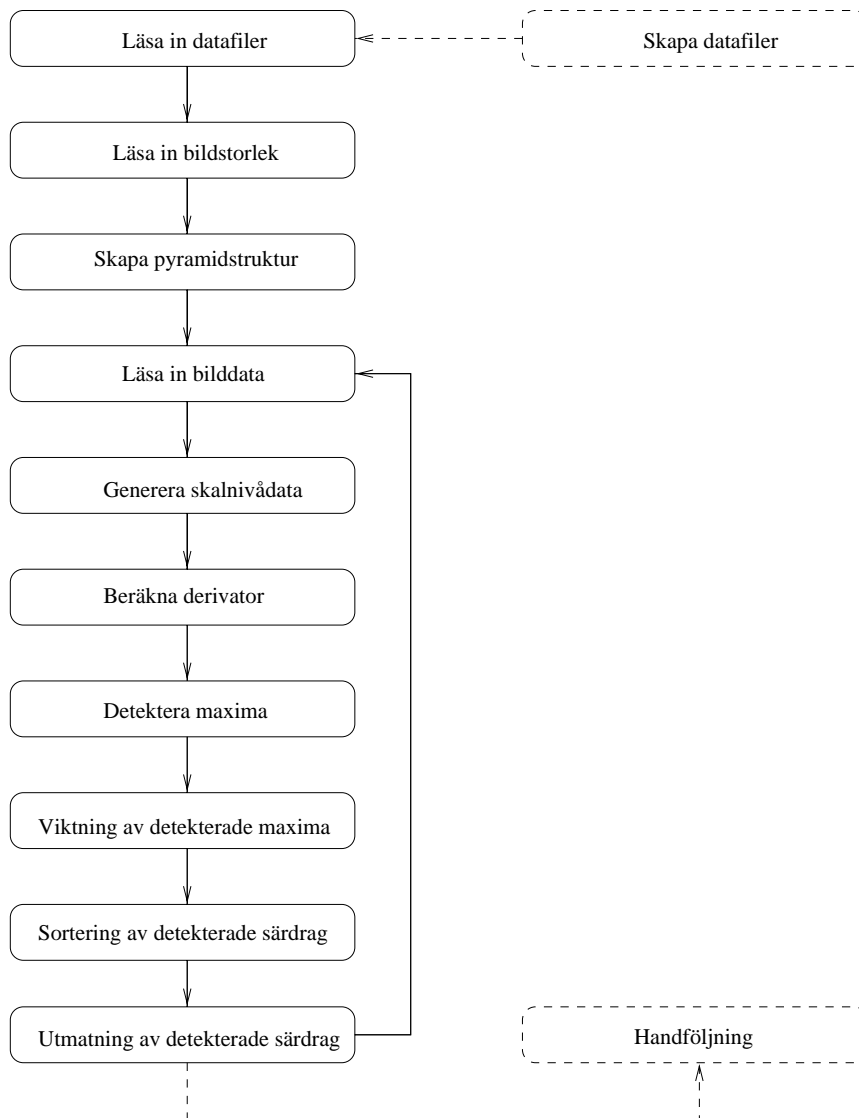 Läsa in datafiler
Skapa datafiler
Läsa in bildstorlek
Skapa pyramidstruktur
Läsa in bilddata
Generera skalnivådata
Beräkna derivator
Detektera maxima
Viktning av detekterade maxima
Sortering av detekterade särdrag
Utmatning av detekterade särdrag
Handföljning